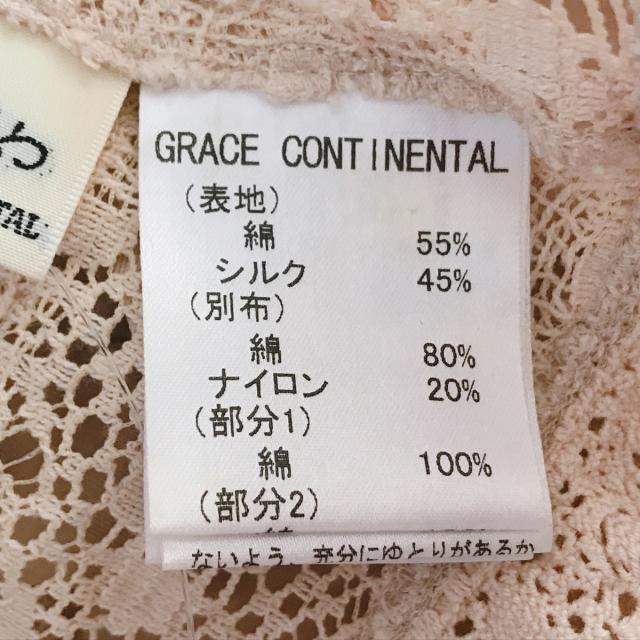 GRACE CONTINENTAL
(表地)
綿 55%
シルク 45%
(別布)
綿 80%
ナイロン 20%
(部分1)
綿 100%
(部分2)
ないよう、充分にゆとりがあるか